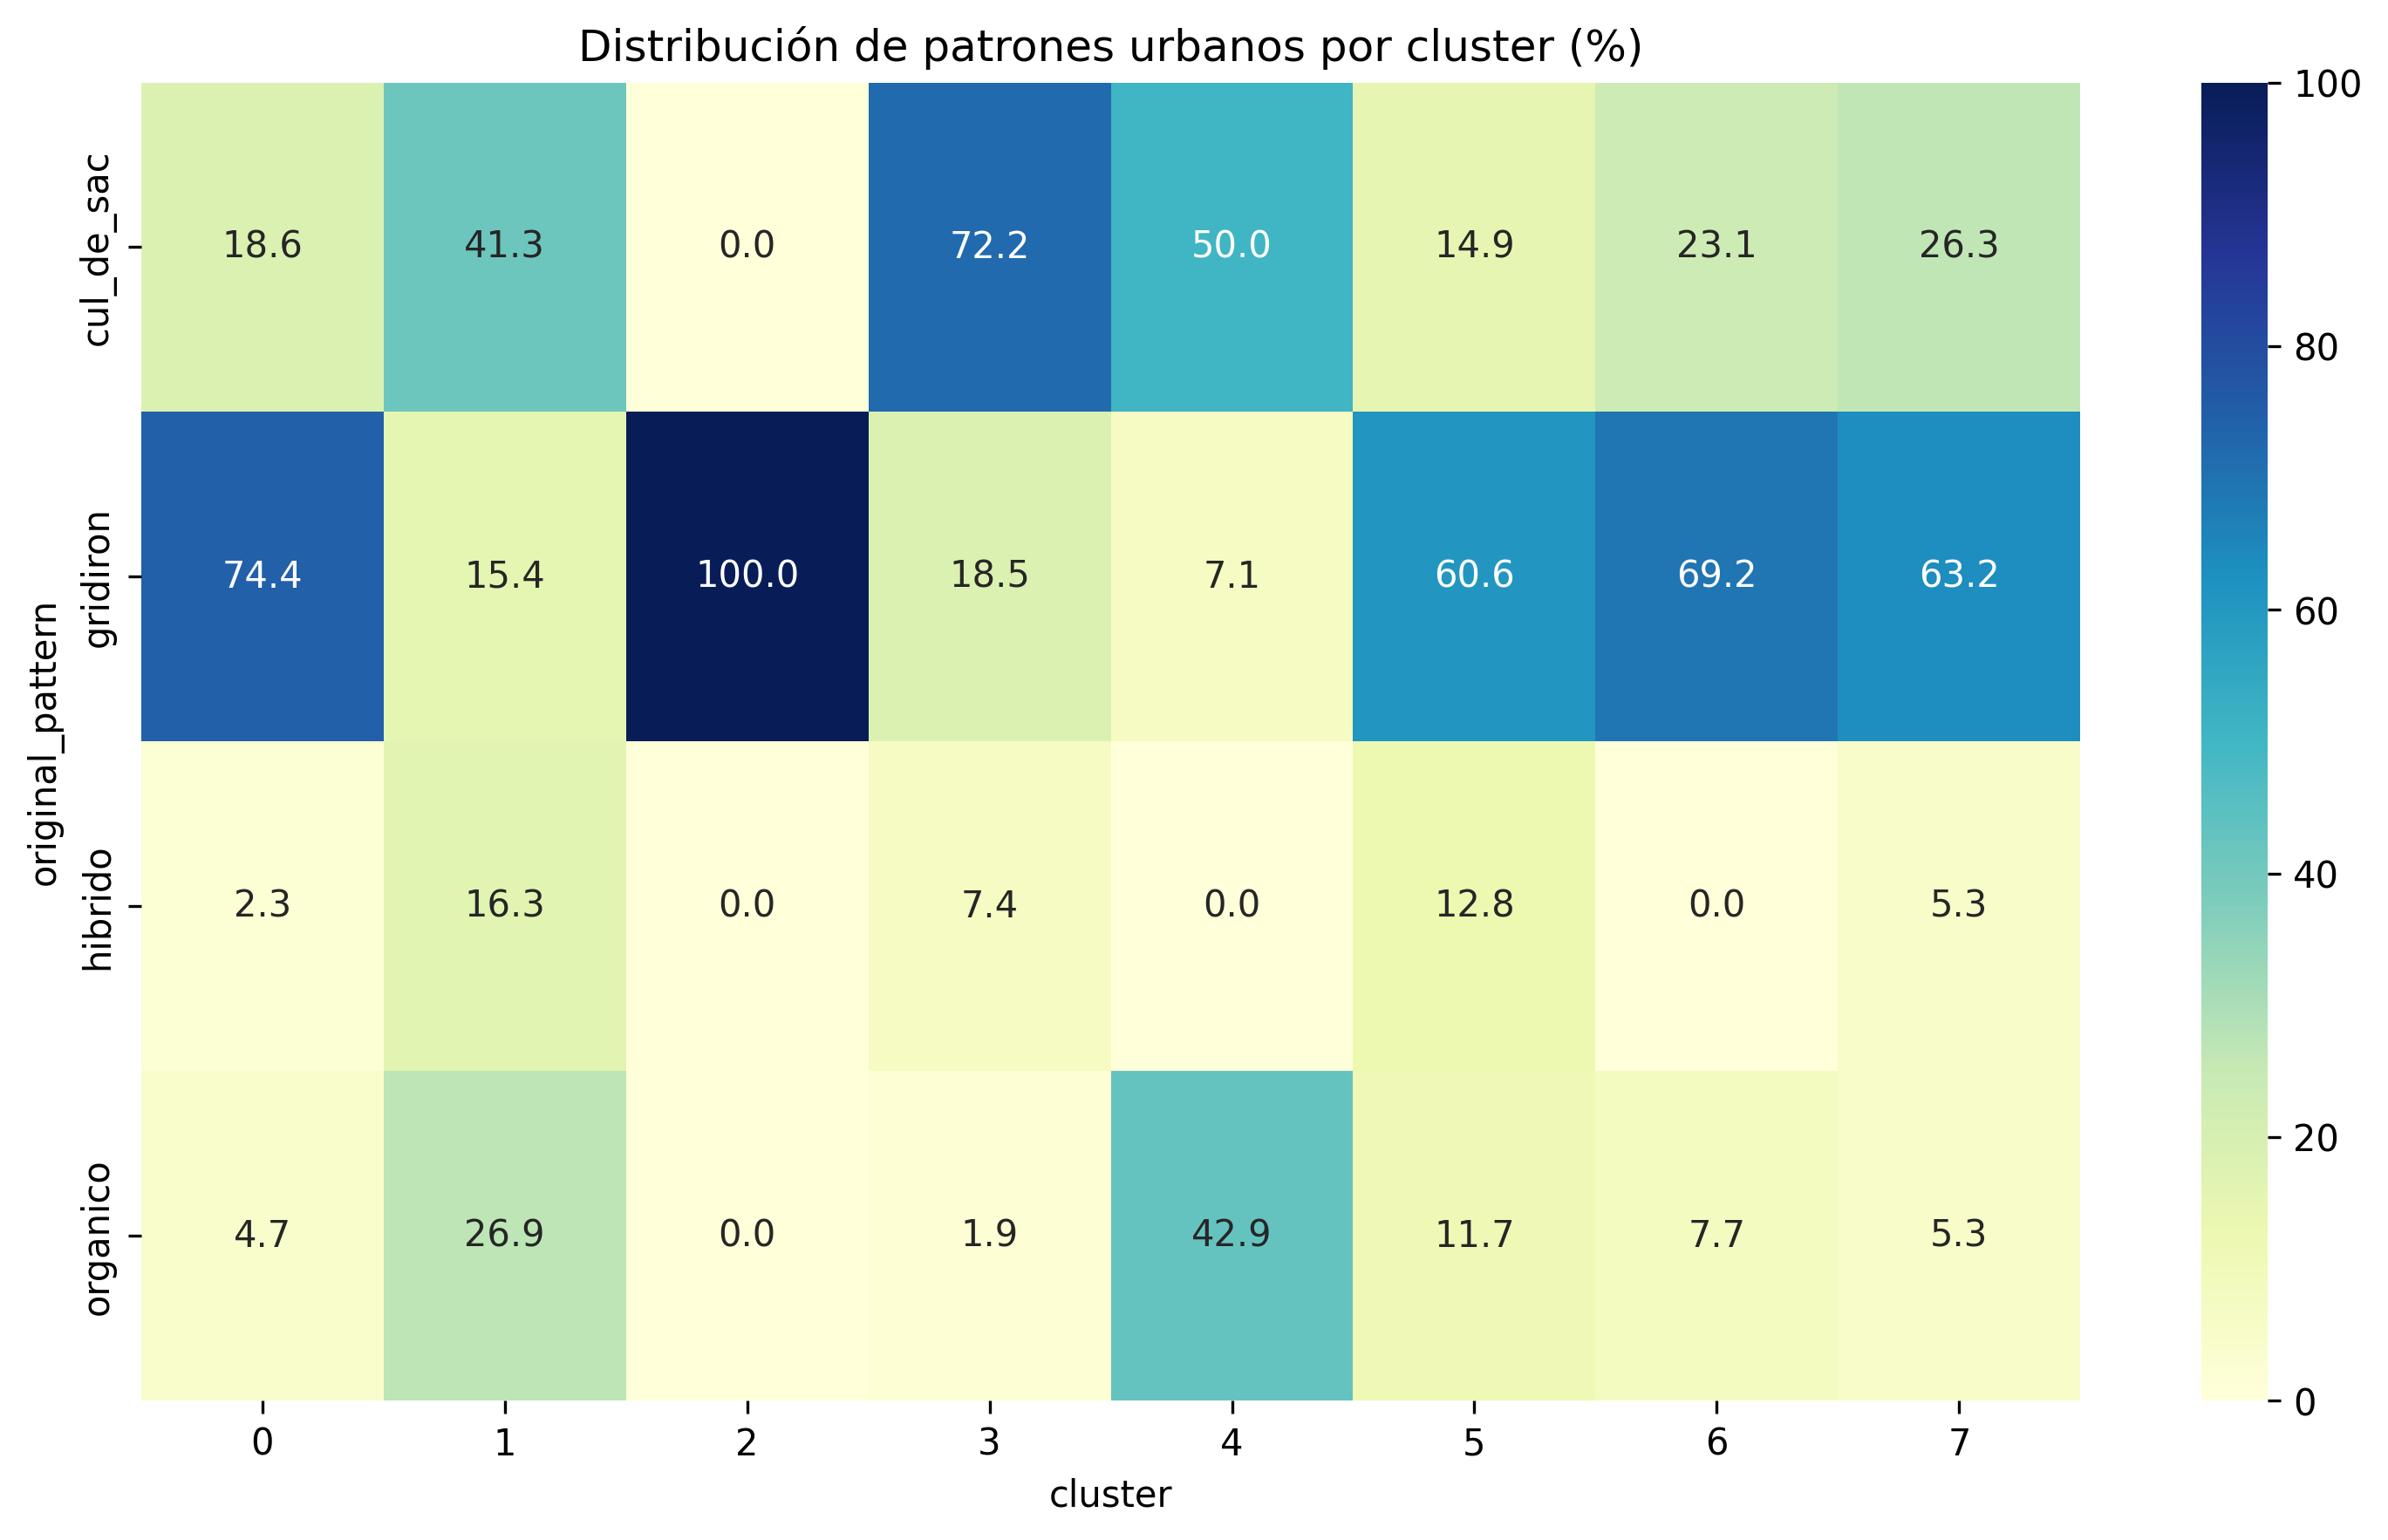 Distribución de patrones urbanos por cluster (%)
original_pattern
cul_de_sac
18.6 41.3 0.0 72.2 50.0 14.9 23.1 26.3
gridiron
74.4 15.4 100.0 18.5 7.1 60.6 69.2 63.2
hibrido
2.3 16.3 0.0 7.4 0.0 12.8 0.0 5.3
organico
4.7 26.9 0.0 1.9 42.9 11.7 7.7 5.3
0 1 2 3 4 5 6 7
cluster
100
80
60
40
20
0